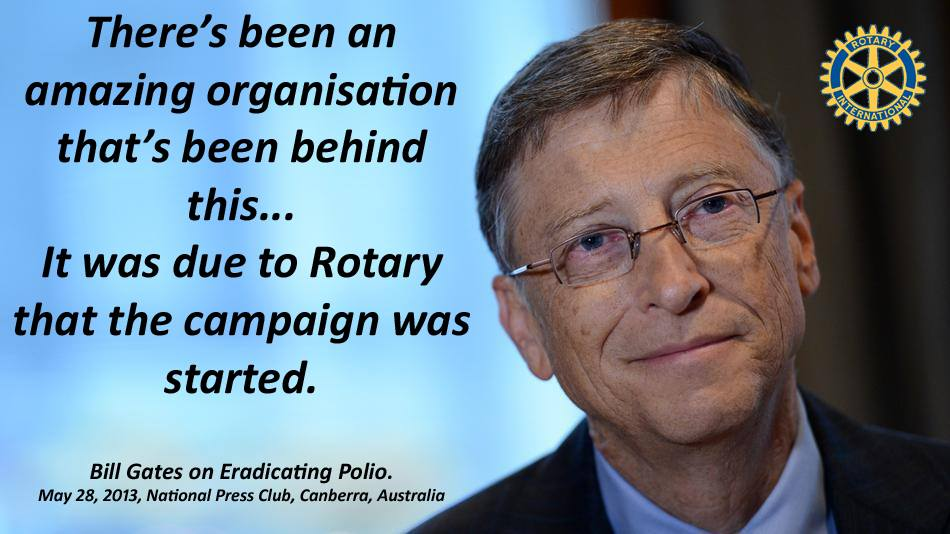 There’s been an
amazing organisation
that’s been behind
this...
It was due to Rotary
that the campaign was
started.
Bill Gates on Eradicating Polio.
May 28, 2013, National Press Club, Canberra, Australia
ROTARY
INTERNATIONAL